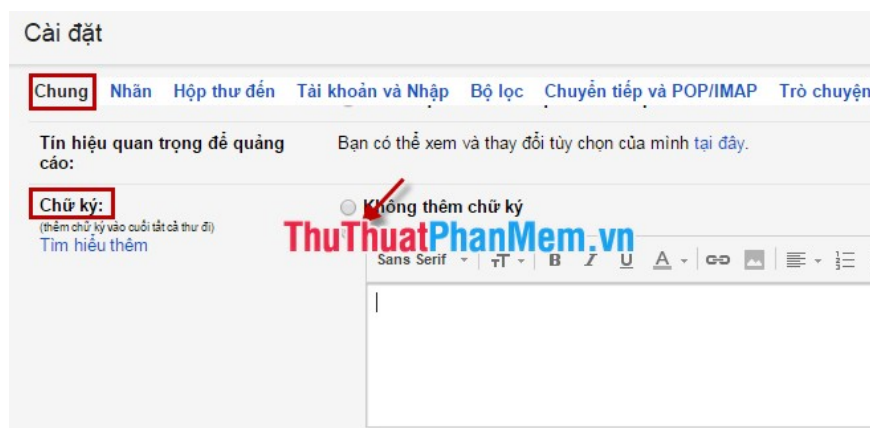 Cài đặt
Chung Nhãn Hộp thư đến Tài khoản và Nhập Bộ lọc Chuyển tiếp và POP/IMAP Trò chuyện
Tín hiệu quan trọng để quảng cáo:
Bạn có thể xem và thay đổi tùy chọn của mình tại đây.
Chữ ký:
(thêm chữ ký vào cuối tất cả thư đi)
Tìm hiểu thêm
Không thêm chữ ký
ThuThuatPhanMem.vn
Sans Serif тT B I U A